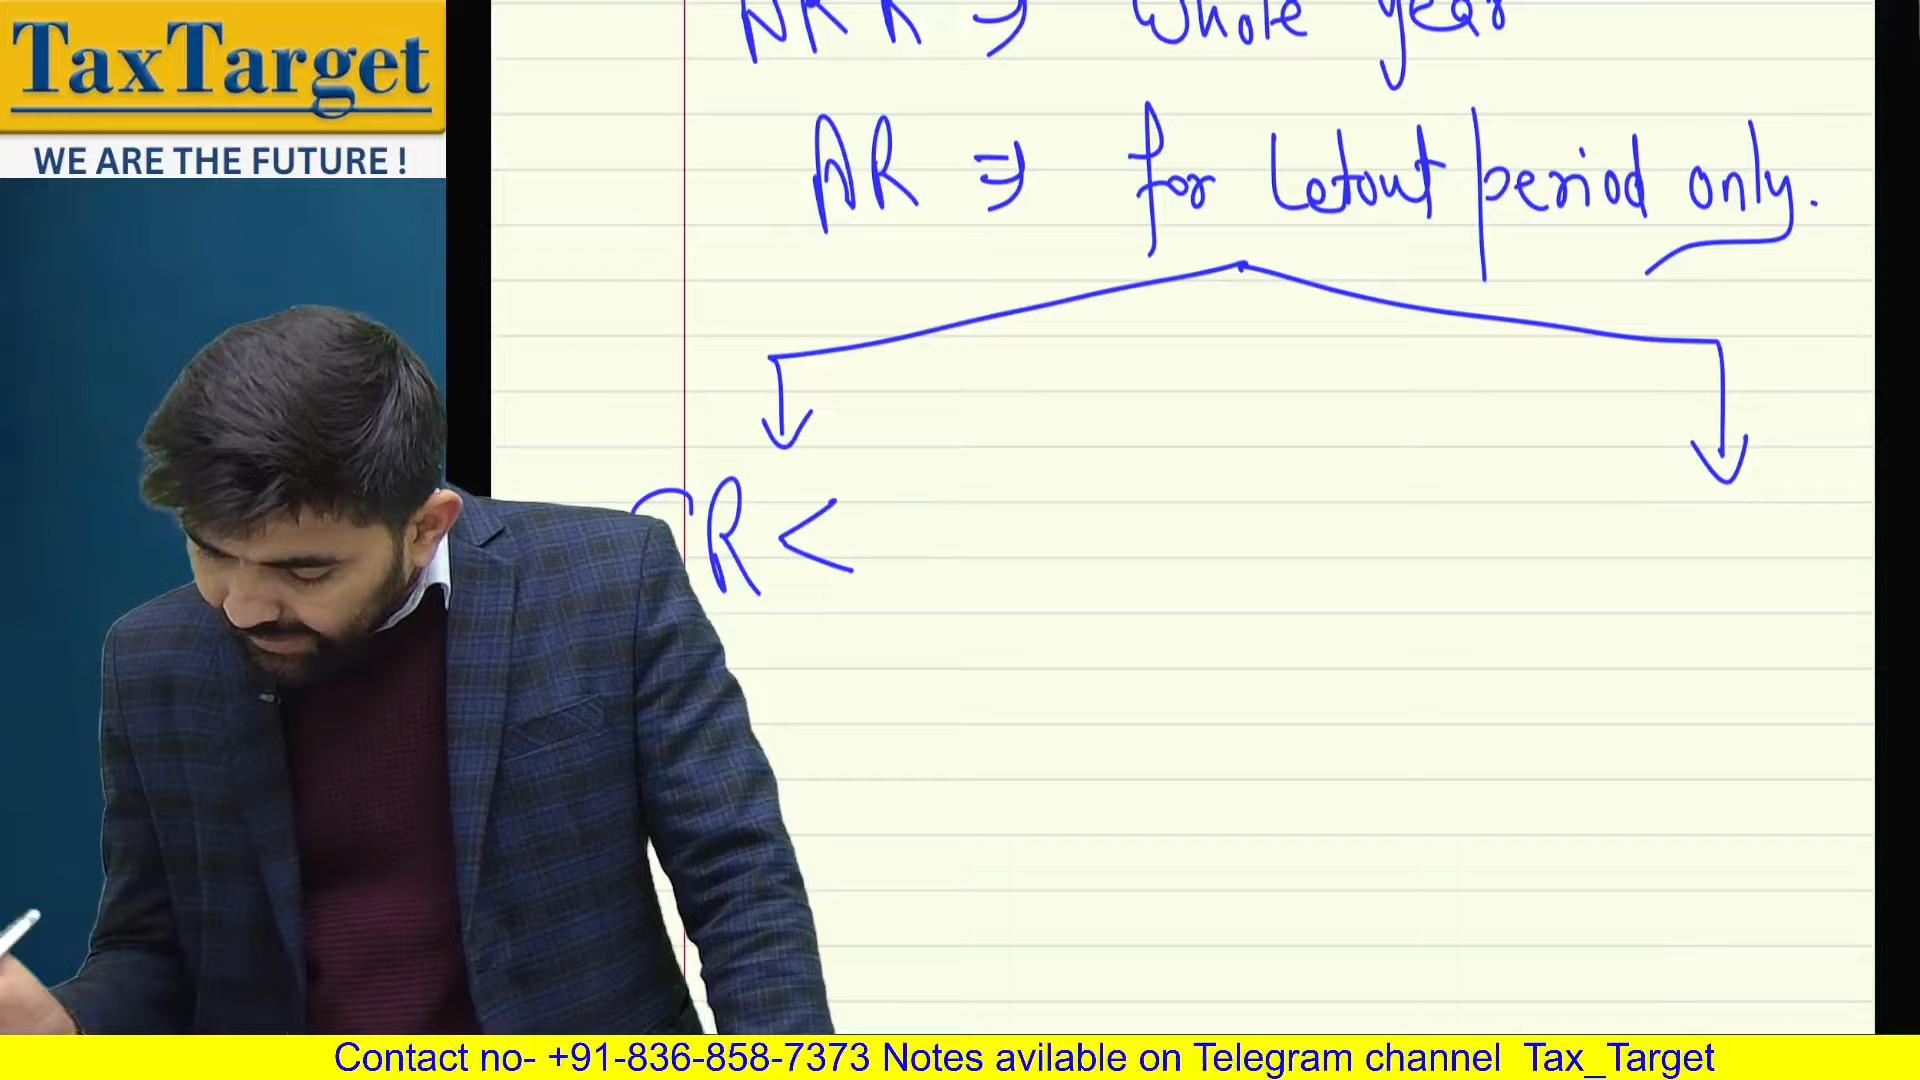 TaxTarget
WE ARE THE FUTURE !
Whole year
AR ⇒ for Letout period only.
R <
Contact no- +91-836-858-7373 Notes avilable on Telegram channel Tax_Target